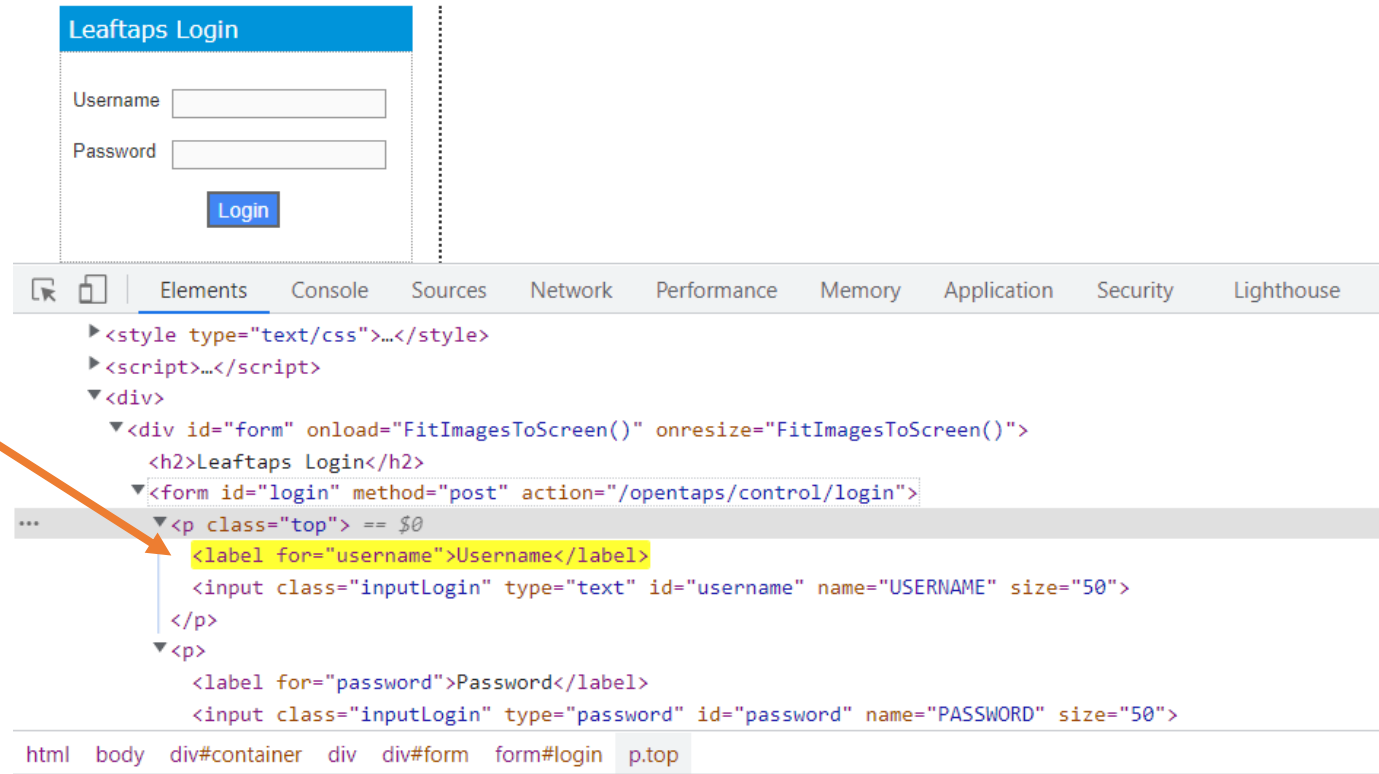 Leaftaps Login
Username
Password
Login
Elements Console Sources Network Performance Memory Application Security Lighthouse
<style type="text/css">…</style>
<script>…</script>
<div>
<div id="form" onload="FitImagesToScreen()" onresize="FitImagesToScreen()">
<h2>Leaftaps Login</h2>
<form id="login" method="post" action="/opentaps/control/login">
... <p class="top"> == $0
<label for="username">Username</label>
<input class="inputLogin" type="text" id="username" name="USERNAME" size="50">
</p>
<p>
<label for="password">Password</label>
<input class="inputLogin" type="password" id="password" name="PASSWORD" size="50">
html body div#container div div#form form#login p.top